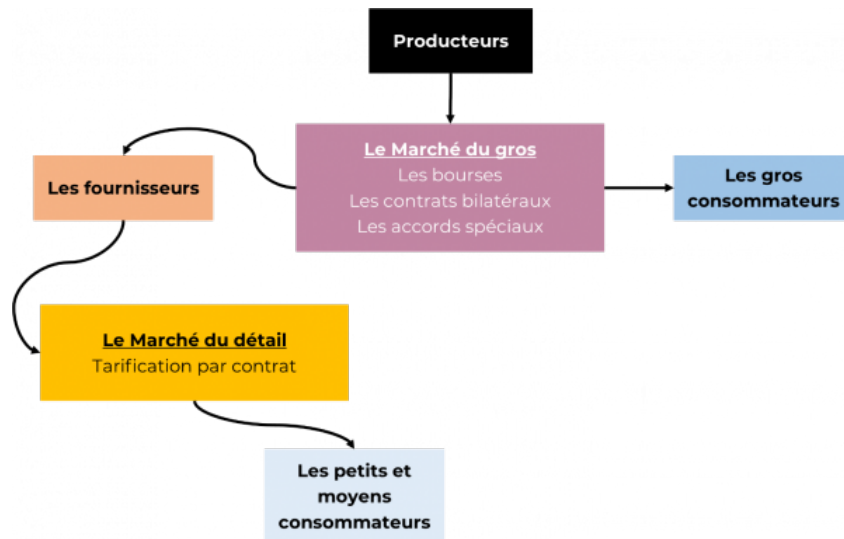 Producteurs
Le Marché du gros
Les bourses
Les contrats bilatéraux
Les accords spéciaux
Les fournisseurs
Les gros
consommateurs
Le Marché du détail
Tarification par contrat
Les petits et
moyens
consommateurs